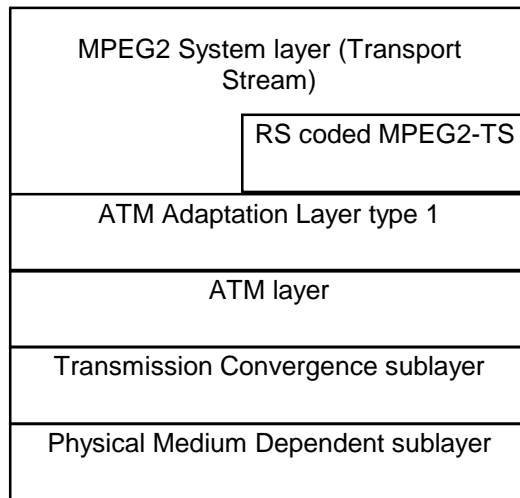 MPEG2 System layer (Transport
Stream)
RS coded MPEG2-TS
ATM Adaptation Layer type 1
ATM layer
Transmission Convergence sublayer
Physical Medium Dependent sublayer